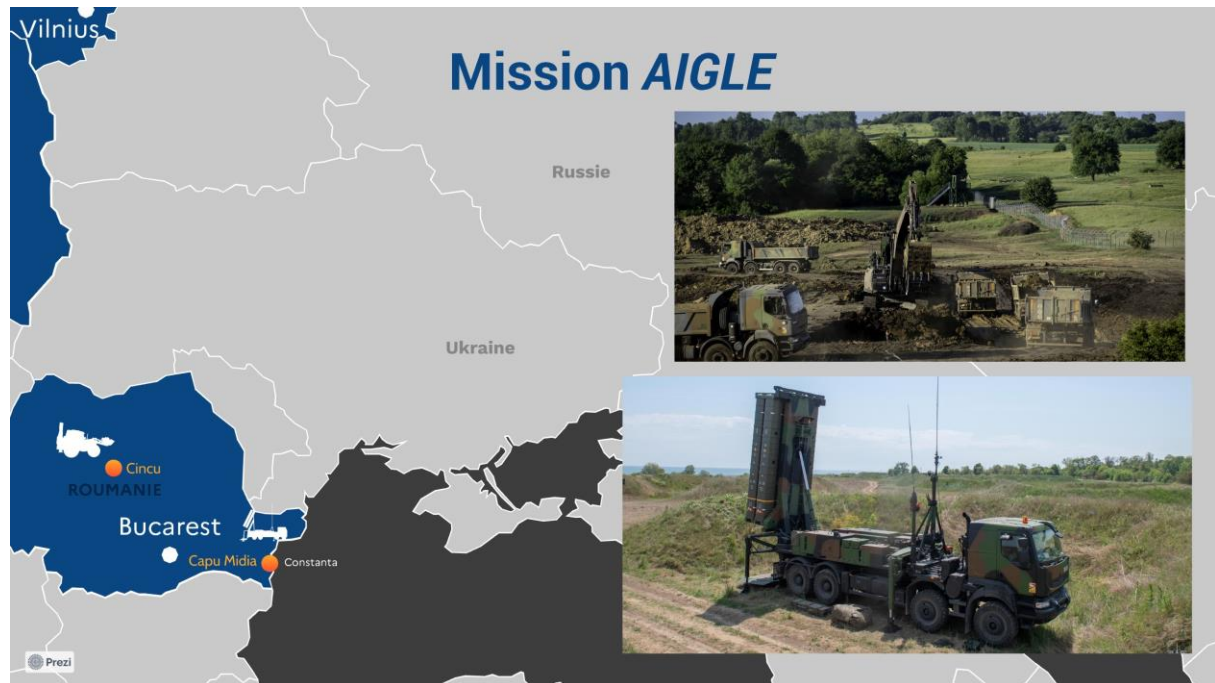 Vilnius
Mission AIGLE
Russie
Ukraine
Cincu
ROUMANIE
Bucarest
Capu Midia
Constanta
Prezi